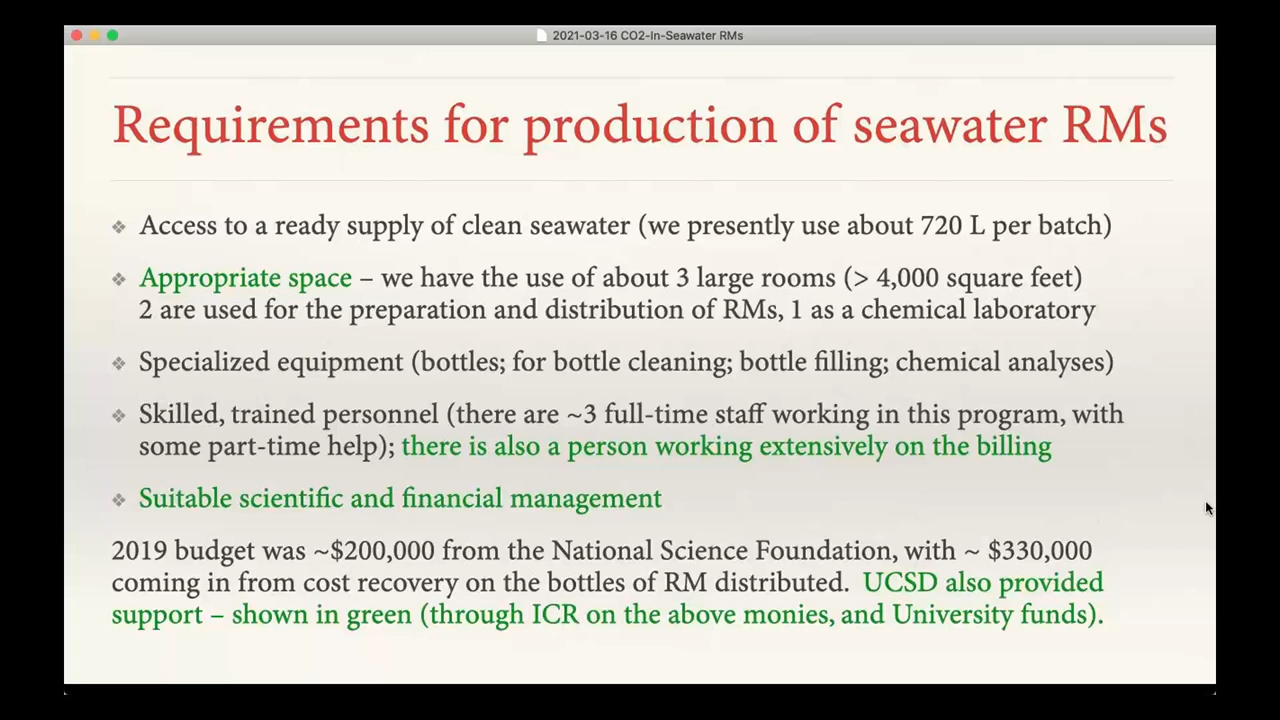 2021-03-16 CO2-In-Seawater RMs
Requirements for production of seawater RMs
Access to a ready supply of clean seawater (we presently use about 720 L per batch)
Appropriate space – we have the use of about 3 large rooms (> 4,000 square feet)
2 are used for the preparation and distribution of RMs, 1 as a chemical laboratory
Specialized equipment (bottles; for bottle cleaning; bottle filling; chemical analyses)
Skilled, trained personnel (there are ~3 full-time staff working in this program, with
some part-time help); there is also a person working extensively on the billing
Suitable scientific and financial management
2019 budget was ~$200,000 from the National Science Foundation, with ~ $330,000
coming in from cost recovery on the bottles of RM distributed. UCSD also provided
support – shown in green (through ICR on the above monies, and University funds).